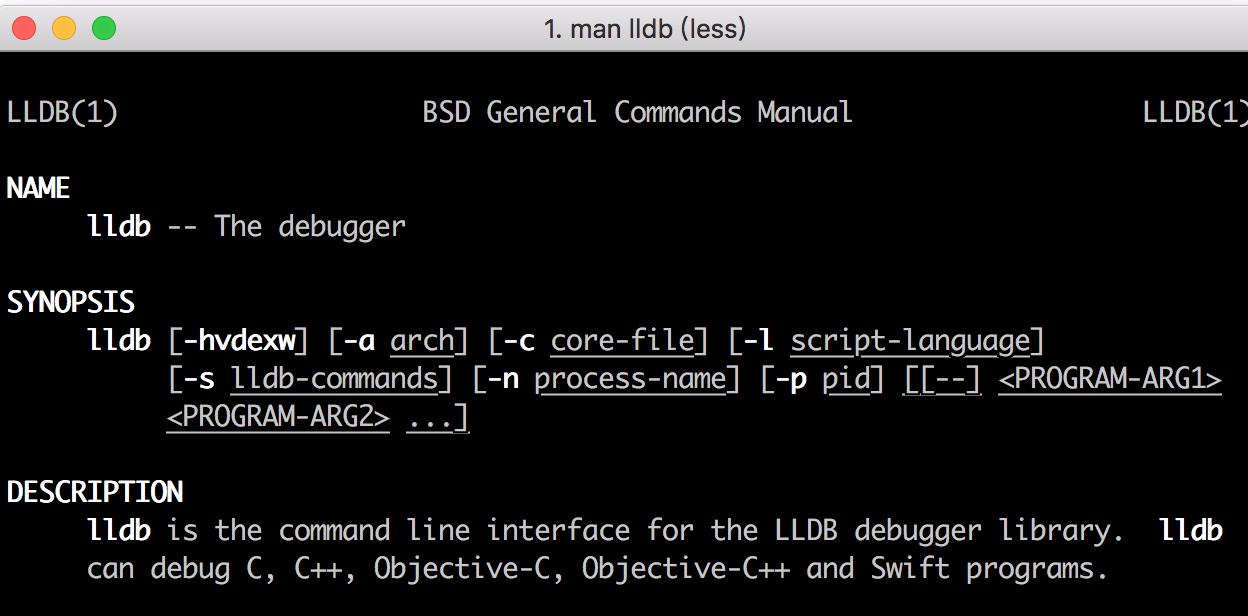 1. man lldb (less)
LLDB(1) BSD General Commands Manual LLDB(1)
NAME
lldb -- The debugger
SYNOPSIS
lldb [-hvdexw] [-a arch] [-c core-file] [-l script-language]
[-s lldb-commands] [-n process-name] [-p pid] [[--] <PROGRAM-ARG1>
<PROGRAM-ARG2> ...]
DESCRIPTION
lldb is the command line interface for the LLDB debugger library. lldb
can debug C, C++, Objective-C, Objective-C++ and Swift programs.